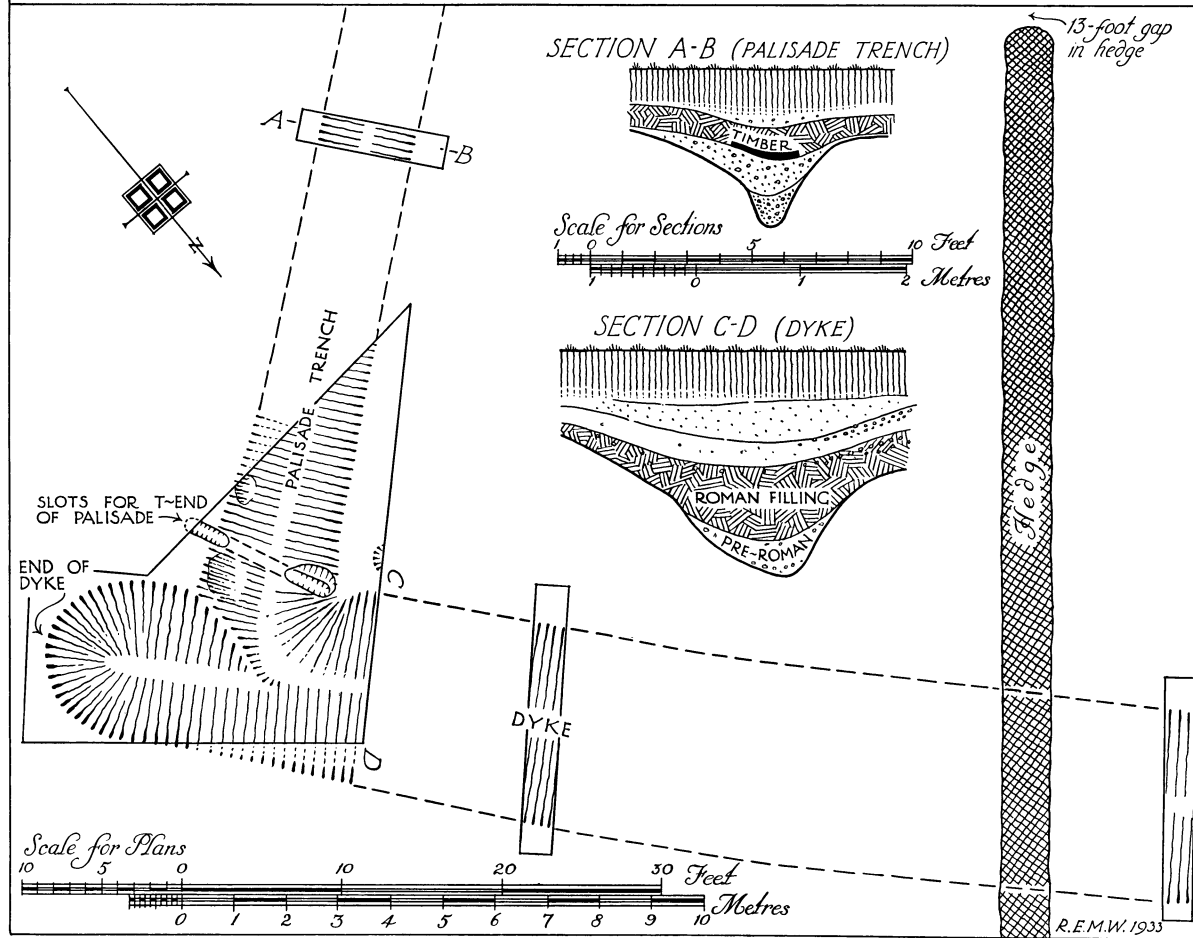 13-foot gap
in hedge
SECTION A-B (PALISADE TRENCH)
A-
-B
TIMBER
N
Scale for Sections
1 0 5 10 Feet
1 0 1 2 Metres
SECTION C-D (DYKE)
PALISADE TRENCH
ROMAN FILLING
PRE-ROMAN
Hedge
SLOTS FOR T-END
OF PALISADE
END OF
DYKE
C
DYKE
D
Scale for Plans
10 5 0 10 20 30 Feet
0 1 2 3 4 5 6 7 8 9 10 Metres
R.E.M.W. 1933